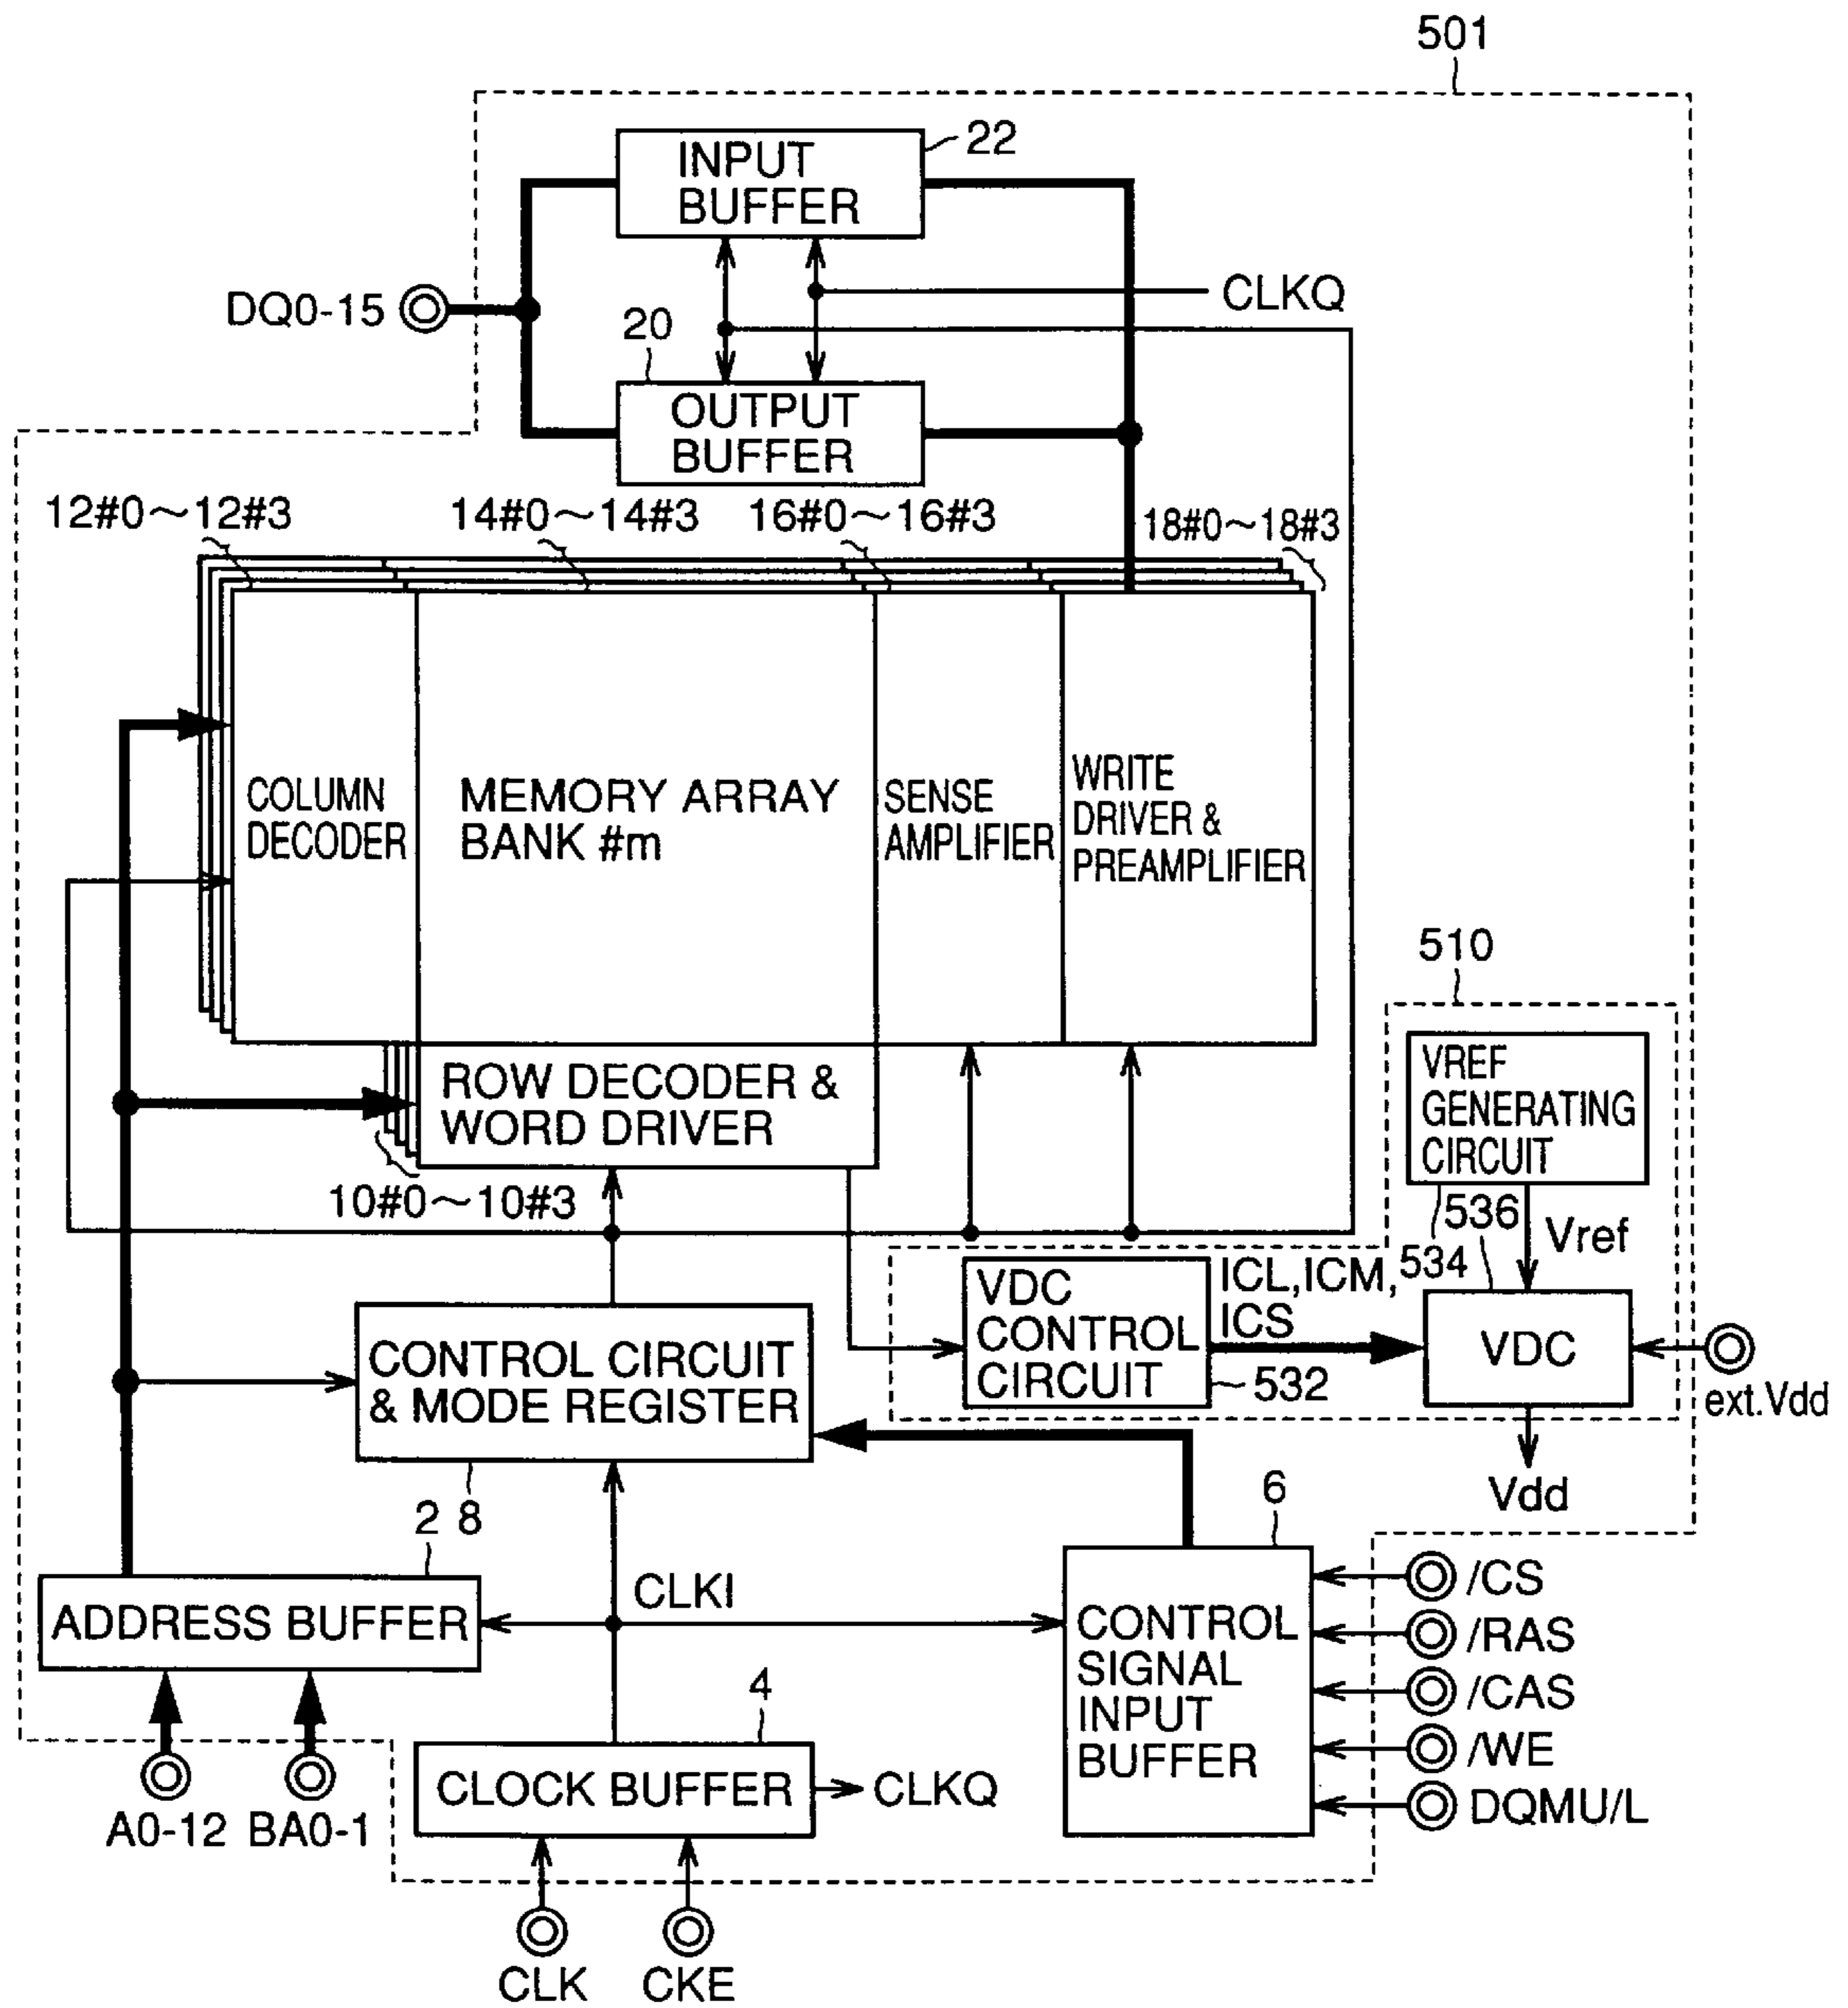 501
INPUT
BUFFER
22
DQ0-15
CLKQ
20
OUTPUT
BUFFER
12#0～12#3
14#0～14#3
16#0～16#3
18#0～18#3
COLUMN
DECODER
MEMORY ARRAY
BANK #m
SENSE
AMPLIFIER
WRITE
DRIVER &
PREAMPLIFIER
510
ROW DECODER &
WORD DRIVER
VREF
GENERATING
CIRCUIT
10#0～10#3
536
Vref
534
VDC
CONTROL
CIRCUIT
ICL,ICM,
ICS
532
VDC
ext.Vdd
CONTROL CIRCUIT
& MODE REGISTER
Vdd
2
8
6
ADDRESS BUFFER
CLKI
CONTROL
SIGNAL
INPUT
BUFFER
/CS
/RAS
/CAS
/WE
DQMU/L
4
CLOCK BUFFER
CLKQ
A0-12
BA0-1
CLK
CKE